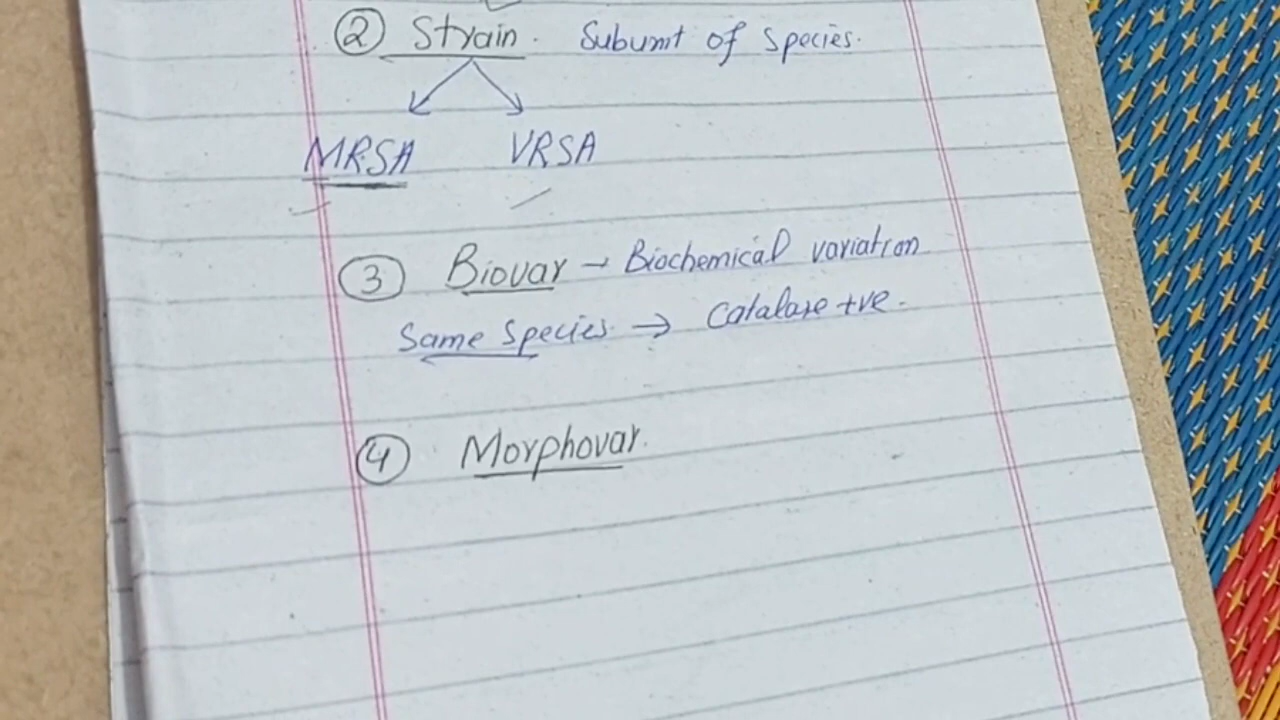 ② Strain. Subunit of species.
MRSA VRSA
③ Biovar → Biochemical variation
Same species → Catalase +ve.
④ Morphovar.